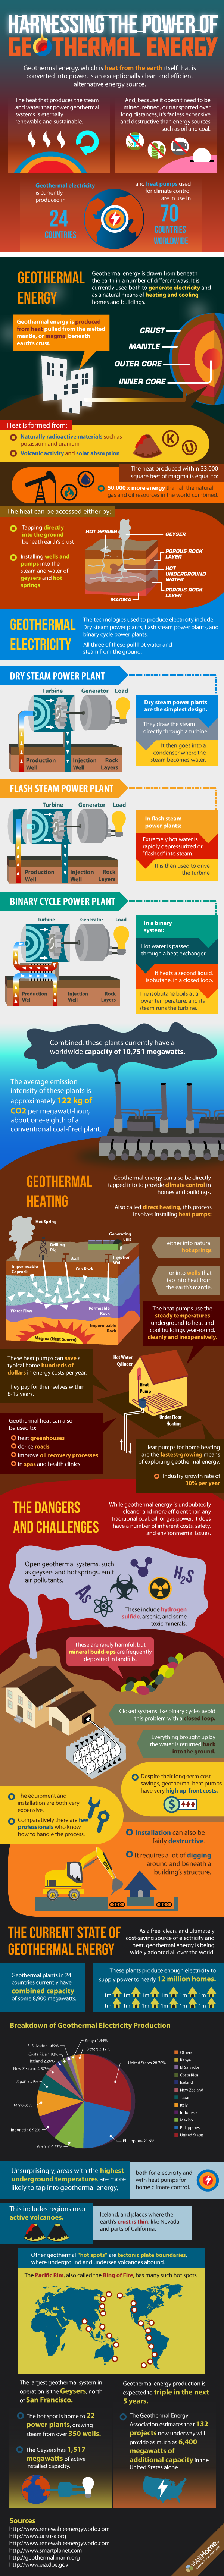 HARNESSING THE POWER OF
GEOTHERMAL ENERGY
Geothermal energy, which is heat from the earth itself that is
converted into power, is an exceptionally clean and efficient
alternative energy source.
The heat that produces the steam
and water that power geothermal
systems is eternally
renewable and sustainable.
And, because it doesn't need to be
mined, refined, or transported over
long distances, it's far less expensive
and destructive than energy sources
such as oil and coal.
Geothermal electricity
is currently
produced in
24
COUNTRIES
and heat pumps used
for climate control
are in use in
70
COUNTRIES
WORLDWIDE
GEOTHERMAL
ENERGY
Geothermal energy is drawn from beneath
the earth in a number of different ways. It is
currently used both to generate electricity and
as a natural means of heating and cooling
homes and buildings.
Geothermal energy is produced
from heat pulled from the melted
mantle, or magma, beneath
earth's crust.
CRUST
MANTLE
OUTER CORE
INNER CORE
Heat is formed from:
Naturally radioactive materials such as
potassium and uranium
Volcanic activity and solar absorption
K
U
The heat produced within 33,000
square feet of magma is equal to:
50,000 x more energy than all the natural
gas and oil resources in the world combined.
The heat can be accessed either by:
Tapping directly
into the ground
beneath earth's crust
Installing wells and
pumps into the
steam and water of
geysers and hot
springs
HOT SPRING
GEYSER
POROUS ROCK
LAYER
HOT
UNDERGROUND
WATER
POROUS ROCK
LAYER
MAGMA
GEOTHERMAL
ELECTRICITY
The technologies used to produce electricity include:
Dry steam power plants, flash steam power plants, and
binary cycle power plants.
All three of these pull hot water and
steam from the ground.
DRY STEAM POWER PLANT
Turbine
Generator
Load
Production
Well
Injection
Well
Rock
Layers
Dry steam power plants
are the simplest design.
They draw the steam
directly through a turbine.
It then goes into a
condenser where the
steam becomes water.
FLASH STEAM POWER PLANT
Turbine
Generator
Load
Production
Well
Injection
Well
Rock
Layers
In flash steam
power plants:
Extremely hot water is
rapidly depressurized or
"flashed" into steam.
It is then used to drive
the turbine
BINARY CYCLE POWER PLANT
Turbine
Generator
Load
Production
Well
Injection
Well
Rock
Layers
In a binary
system:
Hot water is passed
through a heat exchanger.
It heats a second liquid,
isobutane, in a closed loop.
The isobutane boils at a
lower temperature, and its
steam runs the turbine.
Combined, these plants currently have a
worldwide capacity of 10,751 megawatts.
The average emission
intensity of these plants is
approximately 122 kg of
CO2 per megawatt-hour,
about one-eighth of a
conventional coal-fired plant.
GEOTHERMAL
HEATING
Geothermal energy can also be directly
tapped into to provide climate control in
homes and buildings.
Also called direct heating, this process
involves installing heat pumps:
Hot Spring
Drilling
Rig
Generating
unit
Well
Injection
Well
Impermeable
Caprock
Cap Rock
Water Flow
Permeable
Rock
Impermeable
Rock
Magma (Heat Source)
either into natural
hot springs
or into wells that
tap into heat from
the earth's mantle.
The heat pumps use the
steady temperatures
underground to heat and
cool buildings year-round,
cleanly and inexpensively.
These heat pumps can save a
typical home hundreds of
dollars in energy costs per year.
They pay for themselves within
8-12 years.
Hot Water
Cylinder
Heat
Pump
Under Floor
Heating
Geothermal heat can also
be used to:
heat greenhouses
de-ice roads
improve oil recovery processes
in spas and health clinics
Heat pumps for home heating
are the fastest-growing means
of exploiting geothermal energy.
Industry growth rate of
30% per year
THE DANGERS
AND CHALLENGES
While geothermal energy is undoubtedly
cleaner and more efficient than any
traditional coal, oil, or gas power, it does
have a number of inherent costs, safety,
and environmental issues.
Open geothermal systems, such
as geysers and hot springs, emit
air pollutants.
As
H2S
These include hydrogen
sulfide, arsenic, and some
toxic minerals.
These are rarely harmful, but
mineral build-ups are frequently
deposited in landfills.
Closed systems like binary cycles avoid
this problem with a closed loop.
Everything brought up by
the water is returned back
into the ground.
The equipment and
installation are both very
expensive.
Comparatively there are few
professionals who know
how to handle the process.
Despite their long-term cost
savings, geothermal heat pumps
have very high up-front costs.
Installation can also be
fairly destructive.
It requires a lot of digging
around and beneath a
building's structure.
THE CURRENT STATE OF
GEOTHERMAL ENERGY
As a free, clean, and ultimately
cost-saving source of electricity and
heat, geothermal energy is being
widely adopted all over the world.
Geothermal plants in 24
countries currently have
combined capacity
of some 8,900 megawatts.
These plants produce enough electricity to
supply power to nearly 12 million homes.
1m 1m 1m 1m 1m 1m
1m 1m 1m 1m 1m 1m
Breakdown of Geothermal Electricity Production
Kenya 1.44%
Others 3.17%
El Salvador 1.69%
Costa Rica 1.82%
Iceland 2.26%
New Zealand 4.87%
Japan 5.99%
Italy 8.85%
Indonesia 8.92%
Mexico 10.67%
Philippines 21.6%
United States 28.70%
Others
Kenya
El Salvador
Costa Rica
Iceland
New Zealand
Japan
Italy
Indonesia
Mexico
Philippines
United States
Unsurprisingly, areas with the highest
underground temperatures are more
likely to tap into geothermal energy,
both for electricity and
with heat pumps for
home climate control.
This includes regions near
active volcanoes,
Iceland, and places where the
earth's crust is thin, like Nevada
and parts of California.
Other geothermal "hot spots" are tectonic plate boundaries,
where underground and undersea volcanoes abound.
The Pacific Rim, also called the Ring of Fire, has many such hot spots.
The largest geothermal system in
operation is the Geysers, north
of San Francisco.
The hot spot is home to 22
power plants, drawing
steam from over 350 wells.
The Geysers has 1,517
megawatts of active
installed capacity.
Geothermal energy production is
expected to triple in the next
5 years.
The Geothermal Energy
Association estimates that 132
projects now underway will
provide as much as 6,400
megawatts of
additional capacity in the
United States alone.
Sources
http://www.renewableenergyworld.com
http://www.ucsusa.org
http://www.renewableenergyworld.com
http://www.smartplanet.com
http://geothermal.marin.org
http://www.eia.doe.gov